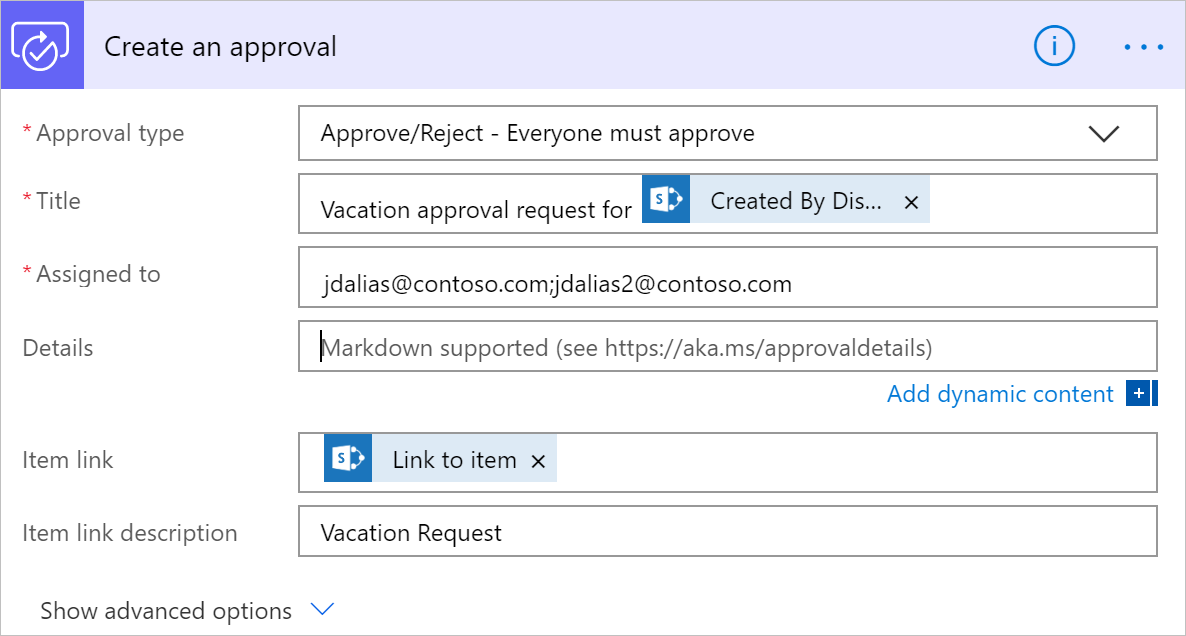 Create an approval
* Approval type
Approve/Reject - Everyone must approve
* Title
Vacation approval request for S Created By Dis... ×
* Assigned to
jdalias@contoso.com;jdalias2@contoso.com
Details
Markdown supported (see https://aka.ms/approvaldetails)
Add dynamic content
Item link
S Link to item ×
Item link description
Vacation Request
Show advanced options